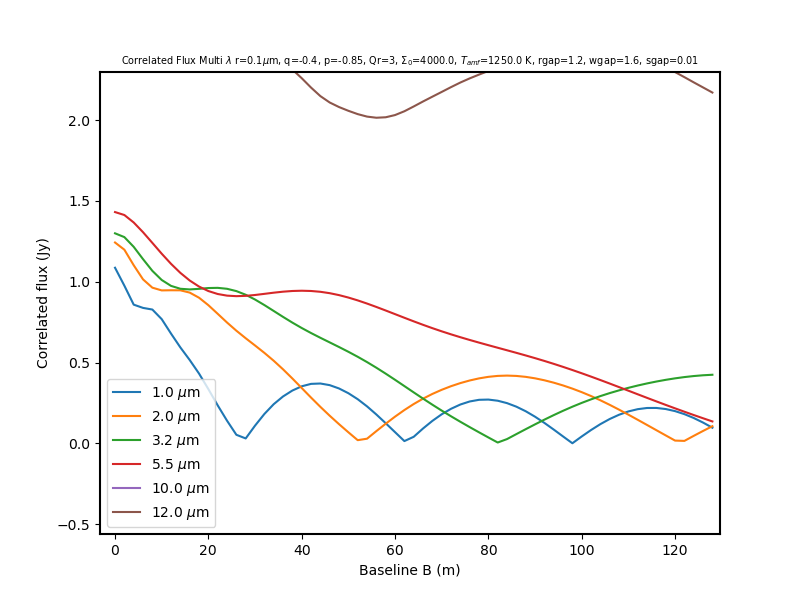 Correlated Flux Multi λ r=0.1μm, q=-0.4, p=-0.85, Qr=3, Σ₀=4000.0, T_amf=1250.0 K, rgap=1.2, wgap=1.6, sgap=0.01
2.0
1.5
1.0
0.5
0.0
−0.5
Correlated flux (Jy)
1.0 μm
2.0 μm
3.2 μm
5.5 μm
10.0 μm
12.0 μm
0 20 40 60 80 100 120
Baseline B (m)